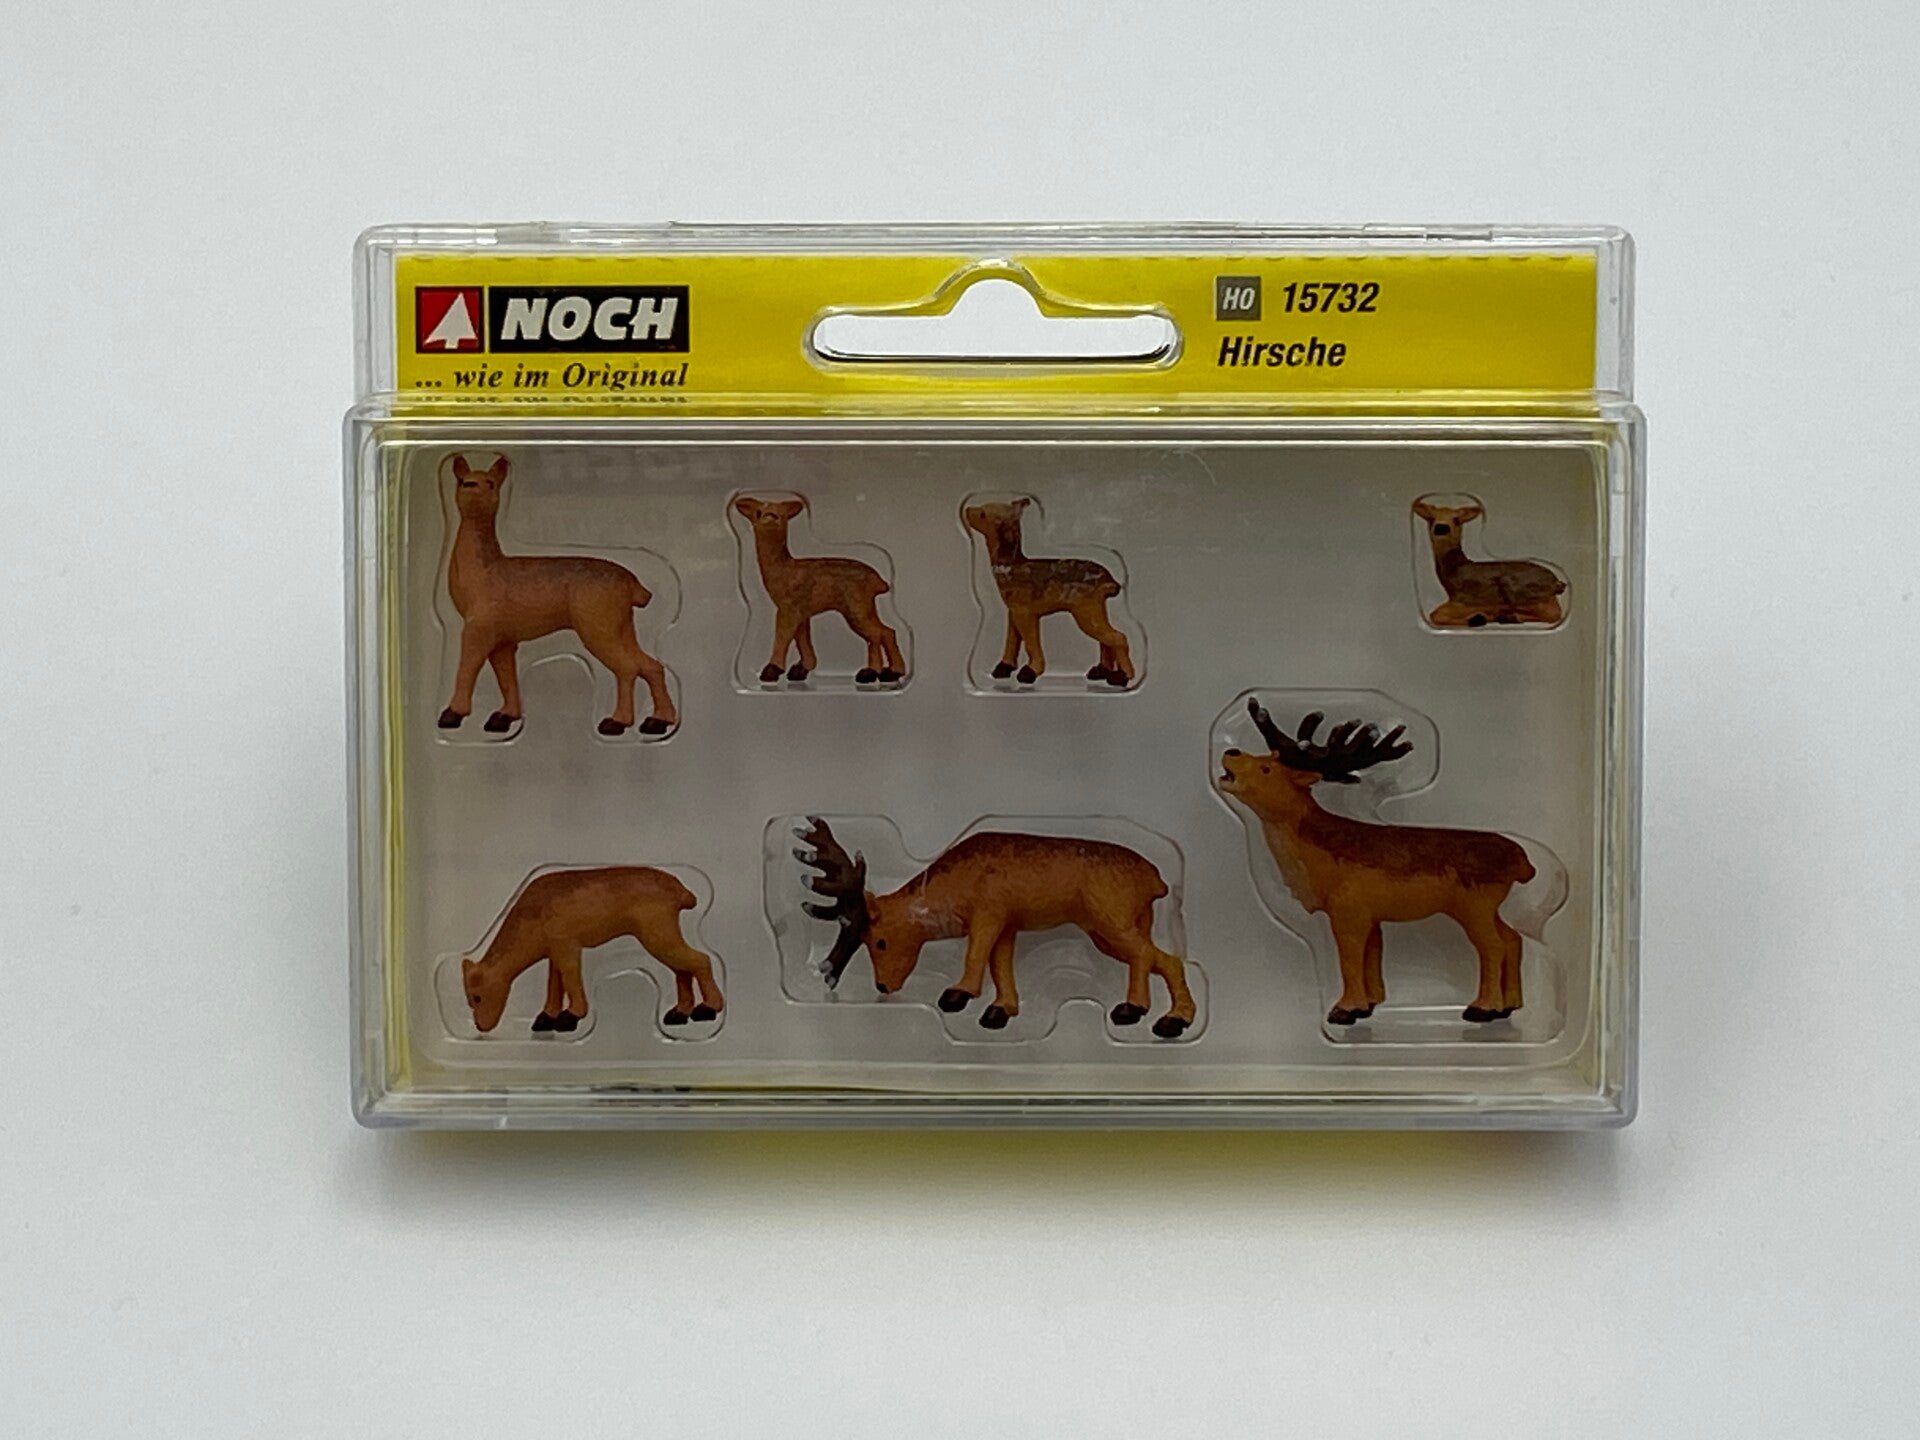 NOCH
... wie im Original
H0 15732
Hirsche